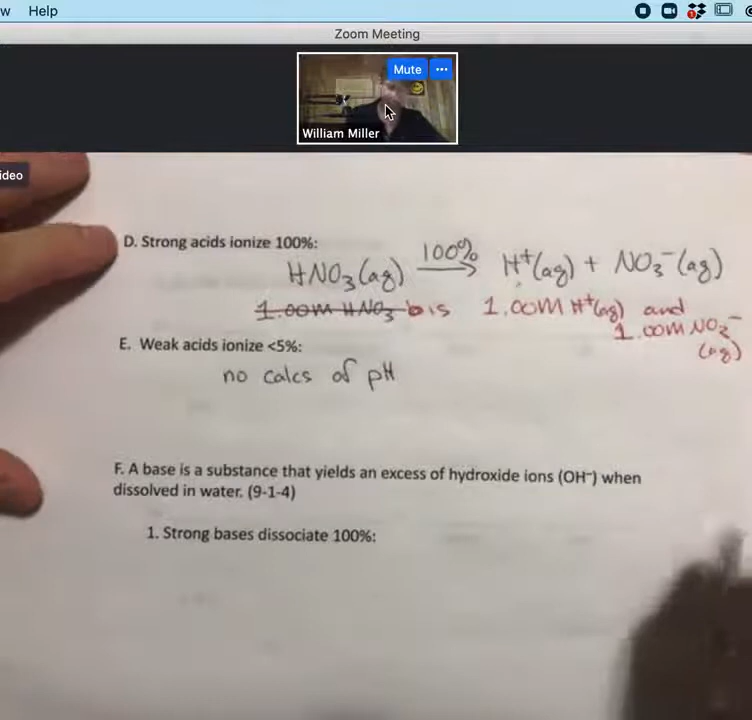 w Help
Zoom Meeting
Mute ...
William Miller
ideo
D. Strong acids ionize 100%:
HNO₃(aq) 100% → H⁺(aq) + NO₃⁻(aq)
1.00M HNO₃ is 1.00M H⁺(aq) and
1.00M NO₃⁻
(aq)
E. Weak acids ionize <5%:
no calcs of pH
F. A base is a substance that yields an excess of hydroxide ions (OH⁻) when
dissolved in water. (9-1-4)
1. Strong bases dissociate 100%: